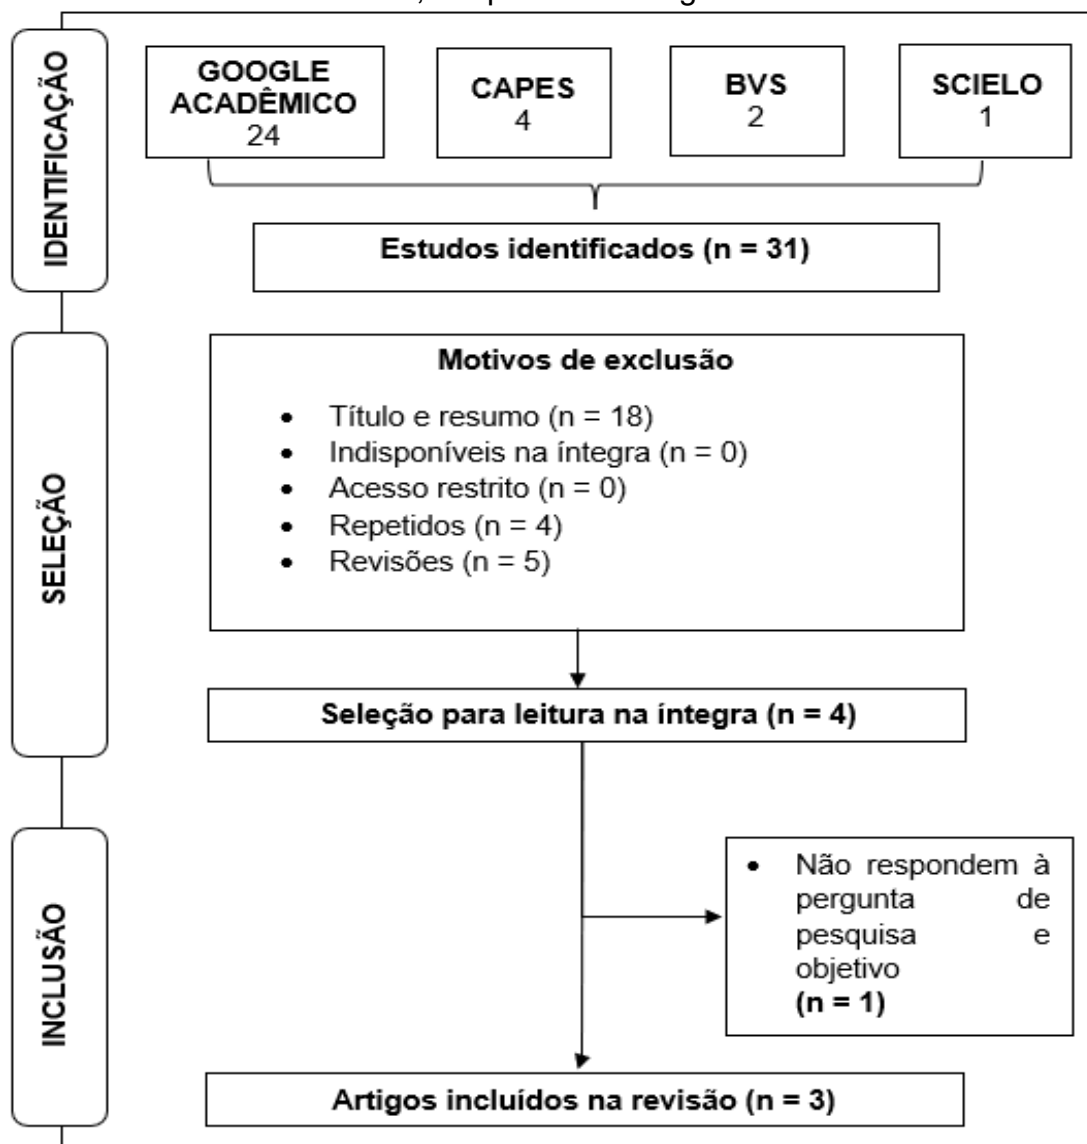 IDENTIFICAÇÃO
GOOGLE
ACADÊMICO
24
CAPES
4
BVS
2
SCIELO
1
Estudos identificados (n = 31)
SELEÇÃO
Motivos de exclusão
• Título e resumo (n = 18)
• Indisponíveis na íntegra (n = 0)
• Acesso restrito (n = 0)
• Repetidos (n = 4)
• Revisões (n = 5)
Seleção para leitura na íntegra (n = 4)
INCLUSÃO
• Não respondem à
pergunta de
pesquisa e
objetivo
(n = 1)
Artigos incluídos na revisão (n = 3)